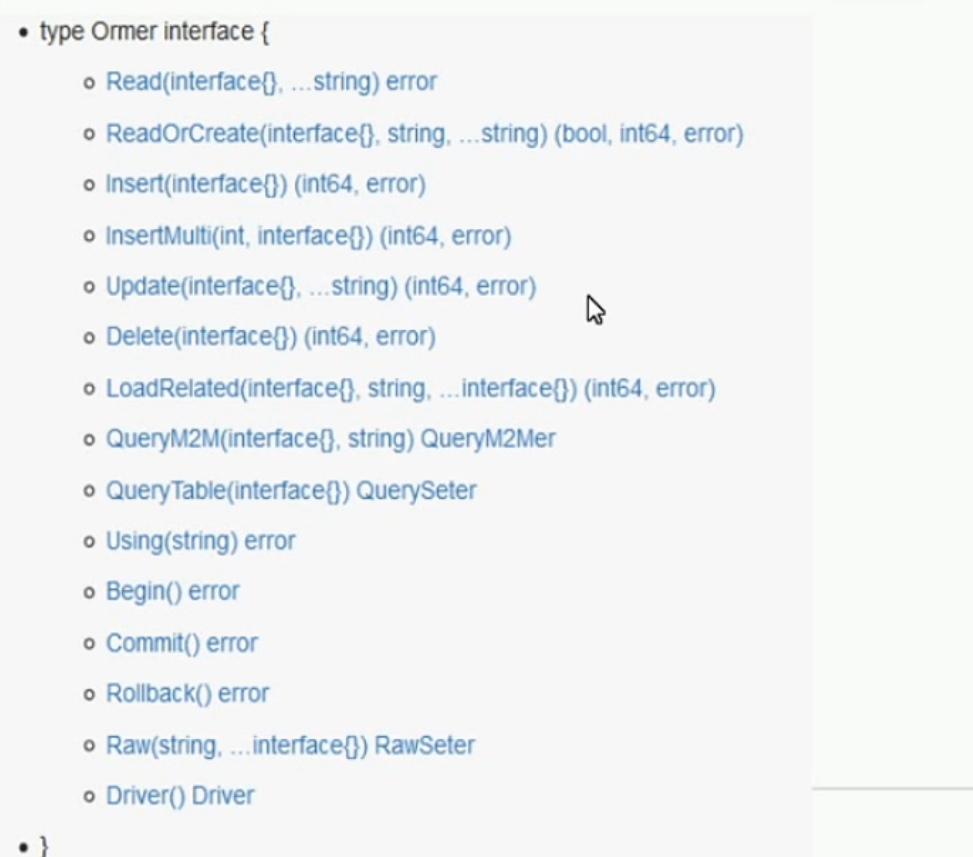 type Ormer interface {
Read(interface{}, ...string) error
ReadOrCreate(interface{}, string, ...string) (bool, int64, error)
Insert(interface{}) (int64, error)
InsertMulti(int, interface{}) (int64, error)
Update(interface{}, ...string) (int64, error)
Delete(interface{}) (int64, error)
LoadRelated(interface{}, string, ...interface{}) (int64, error)
QueryM2M(interface{}, string) QueryM2Mer
QueryTable(interface{}) QuerySeter
Using(string) error
Begin() error
Commit() error
Rollback() error
Raw(string, ...interface{}) RawSeter
Driver() Driver
}